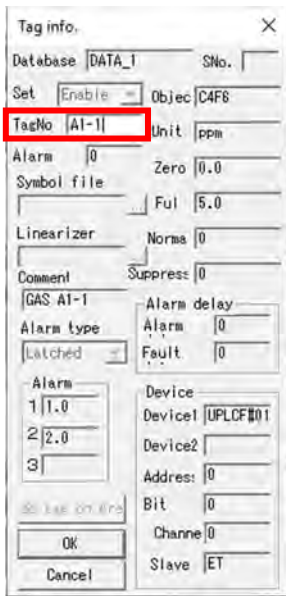 Tag info.
Database DATA_1 SNo.
Set Enable Objec C4F6
TagNo A1-1 Unit ppm
Alarm 0
Zero 0.0
Symbol file
Ful 5.0
Linearizer Norma 0
Comment Suppress 0
GAS A1-1
Alarm delay
Alarm type Alarm 0
Latched Fault 0
Alarm
Device
1 1.0 Device1 UPLCF#01
2 2.0 Device2
3 Addres: 0
Bit 0
OK Channe 0
Cancel Slave ET